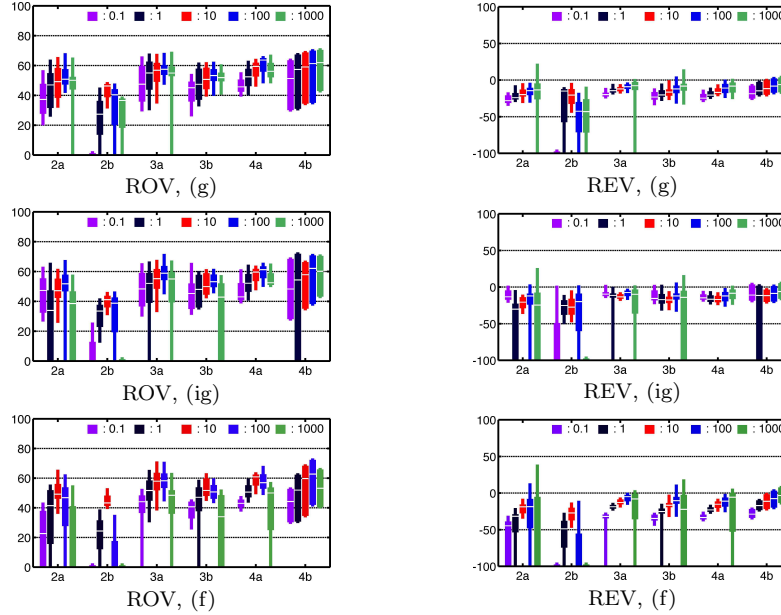 100
: 0.1 : 1 : 10 : 100 : 1000
80
60
40
20
0
2a 2b 3a 3b 4a 4b
ROV, (g)
100
: 0.1 : 1 : 10 : 100 : 1000
50
0
-50
-100
2a 2b 3a 3b 4a 4b
REV, (g)
100
: 0.1 : 1 : 10 : 100 : 1000
80
60
40
20
0
2a 2b 3a 3b 4a 4b
ROV, (ig)
100
: 0.1 : 1 : 10 : 100 : 1000
50
0
-50
-100
2a 2b 3a 3b 4a 4b
REV, (ig)
100
: 0.1 : 1 : 10 : 100 : 1000
80
60
40
20
0
2a 2b 3a 3b 4a 4b
ROV, (f)
100
: 0.1 : 1 : 10 : 100 : 1000
50
0
-50
-100
2a 2b 3a 3b 4a 4b
REV, (f)